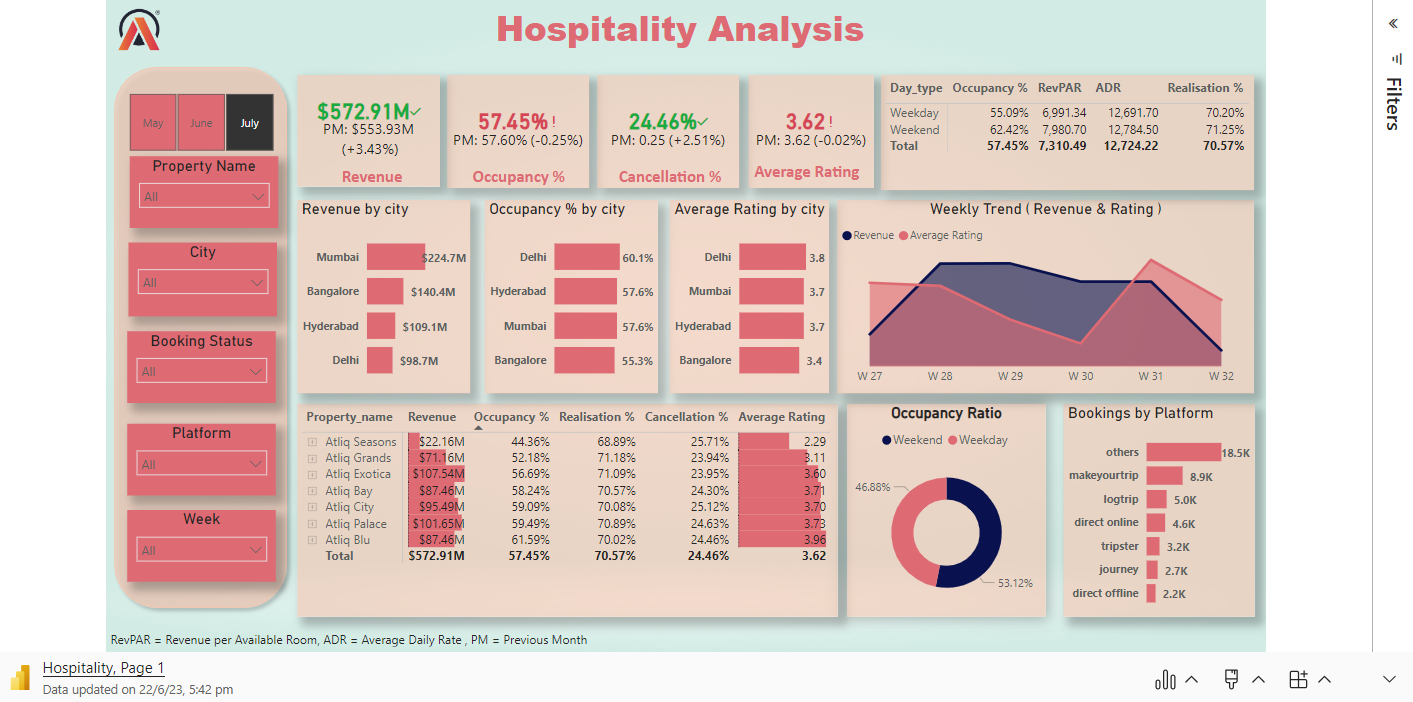 Hospitality Analysis
May June July
Property Name
All
City
All
Booking Status
All
Platform
All
Week
All
$572.91M
PM: $553.93M
(+3.43%)
Revenue
57.45% !
PM: 57.60% (-0.25%)
Occupancy %
24.46%
PM: 0.25 (+2.51%)
Cancellation %
3.62 !
PM: 3.62 (-0.02%)
Average Rating
Day_type Occupancy % RevPAR ADR Realisation %
Weekday 55.09% 6,991.34 12,691.70 70.20%
Weekend 62.42% 7,980.70 12,784.50 71.25%
Total 57.45% 7,310.49 12,724.22 70.57%
Revenue by city
Mumbai $224.7M
Bangalore $140.4M
Hyderabad $109.1M
Delhi $98.7M
Occupancy % by city
Delhi 60.1%
Hyderabad 57.6%
Mumbai 57.6%
Bangalore 55.3%
Average Rating by city
Delhi 3.8
Mumbai 3.7
Hyderabad 3.7
Bangalore 3.4
Weekly Trend ( Revenue & Rating )
Revenue Average Rating
W 27 W 28 W 29 W 30 W 31 W 32
Property_name Revenue Occupancy % Realisation % Cancellation % Average Rating
Atliq Seasons $22.16M 44.36% 68.89% 25.71% 2.29
Atliq Grands $71.16M 52.18% 71.18% 23.94% 3.11
Atliq Exotica $107.54M 56.69% 71.09% 23.95% 3.60
Atliq Bay $87.46M 58.24% 70.57% 24.30% 3.71
Atliq City $95.49M 59.09% 70.08% 25.12% 3.70
Atliq Palace $101.65M 59.49% 70.89% 24.63% 3.73
Atliq Blu $87.46M 61.59% 70.02% 24.46% 3.96
Total $572.91M 57.45% 70.57% 24.46% 3.62
Occupancy Ratio
Weekend Weekday
46.88%
53.12%
Bookings by Platform
others 18.5K
makeyourtrip 8.9K
logtrip 5.0K
direct online 4.6K
tripster 3.2K
journey 2.7K
direct offline 2.2K
RevPAR = Revenue per Available Room, ADR = Average Daily Rate , PM = Previous Month
Filters
Hospitality, Page 1
Data updated on 22/6/23, 5:42 pm